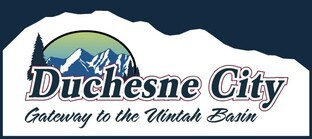 Duchesne City
Gateway to the Uintah Basin